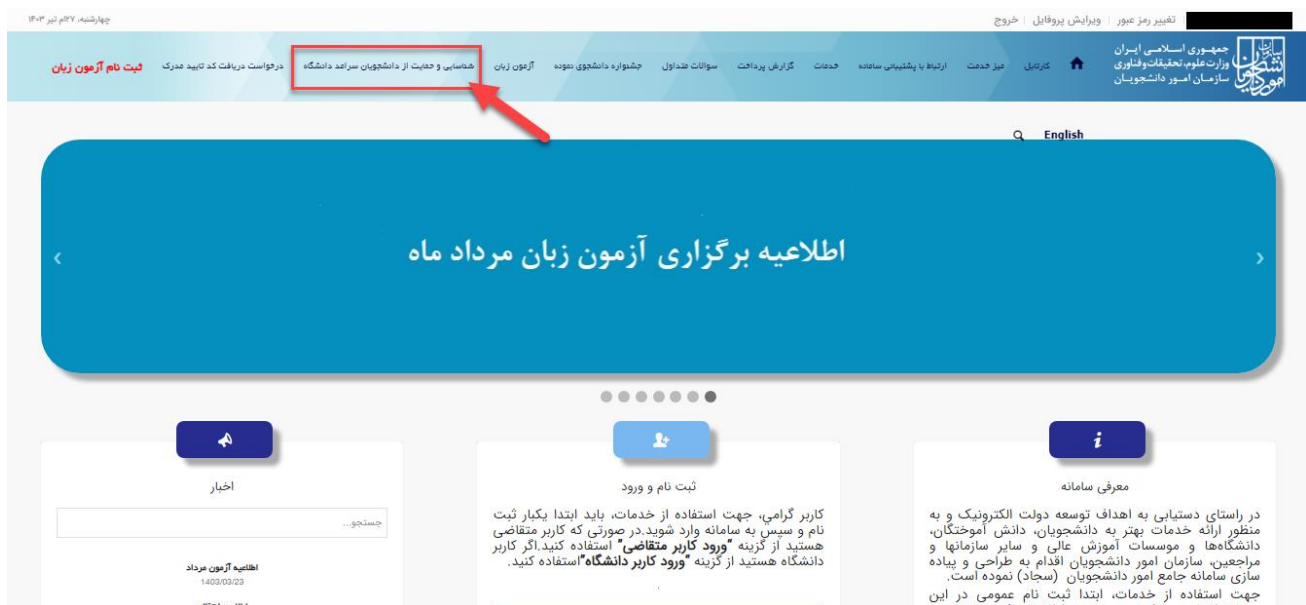 تغییر رمز عبور | ویرایش پروفایل | خروج
چهارشنبه، ۲۷ام تیر ۱۴۰۳
سازمان امور دانشجویان
جمهوری اسلامی ایران
وزارت علوم، تحقیقات و فناوری
سازمان امور دانشجویان
کارتابل
میز خدمت
ارتباط با پشتیبانی سامانه
خدمات
گزارش پرداخت
سوالات متداول
جشنواره دانشجوی نمونه
آزمون زبان
شناسایی و حمایت از دانشجویان سرآمد دانشگاه
درخواست دریافت کد تایید مدرک
ثبت نام آزمون زبان
English
اطلاعیه برگزاری آزمون زبان مرداد ماه
معرفی سامانه
در راستای دستیابی به اهداف توسعه دولت الکترونیک و به
منظور ارائه خدمات بهتر به دانشجویان، دانش آموختگان،
دانشگاه‌ها و موسسات آموزش عالی و سایر سازمانها و
مراجعین، سازمان امور دانشجویان اقدام به طراحی و پیاده
سازی سامانه جامع امور دانشجویان (سجاد) نموده است.
جهت استفاده از خدمات، ابتدا ثبت نام عمومی در این
ثبت نام و ورود
کاربر گرامي، جهت استفاده از خدمات، باید ابتدا یکبار ثبت
نام و سپس به سامانه وارد شوید.در صورتی که کاربر متقاضی
هستید از گزینه "ورود کاربر متقاضی" استفاده کنید.اگر کاربر
دانشگاه هستید از گزینه "ورود کاربر دانشگاه"استفاده کنید.
اخبار
جستجو...
اطلاعیه آزمون مرداد
1403/03/23